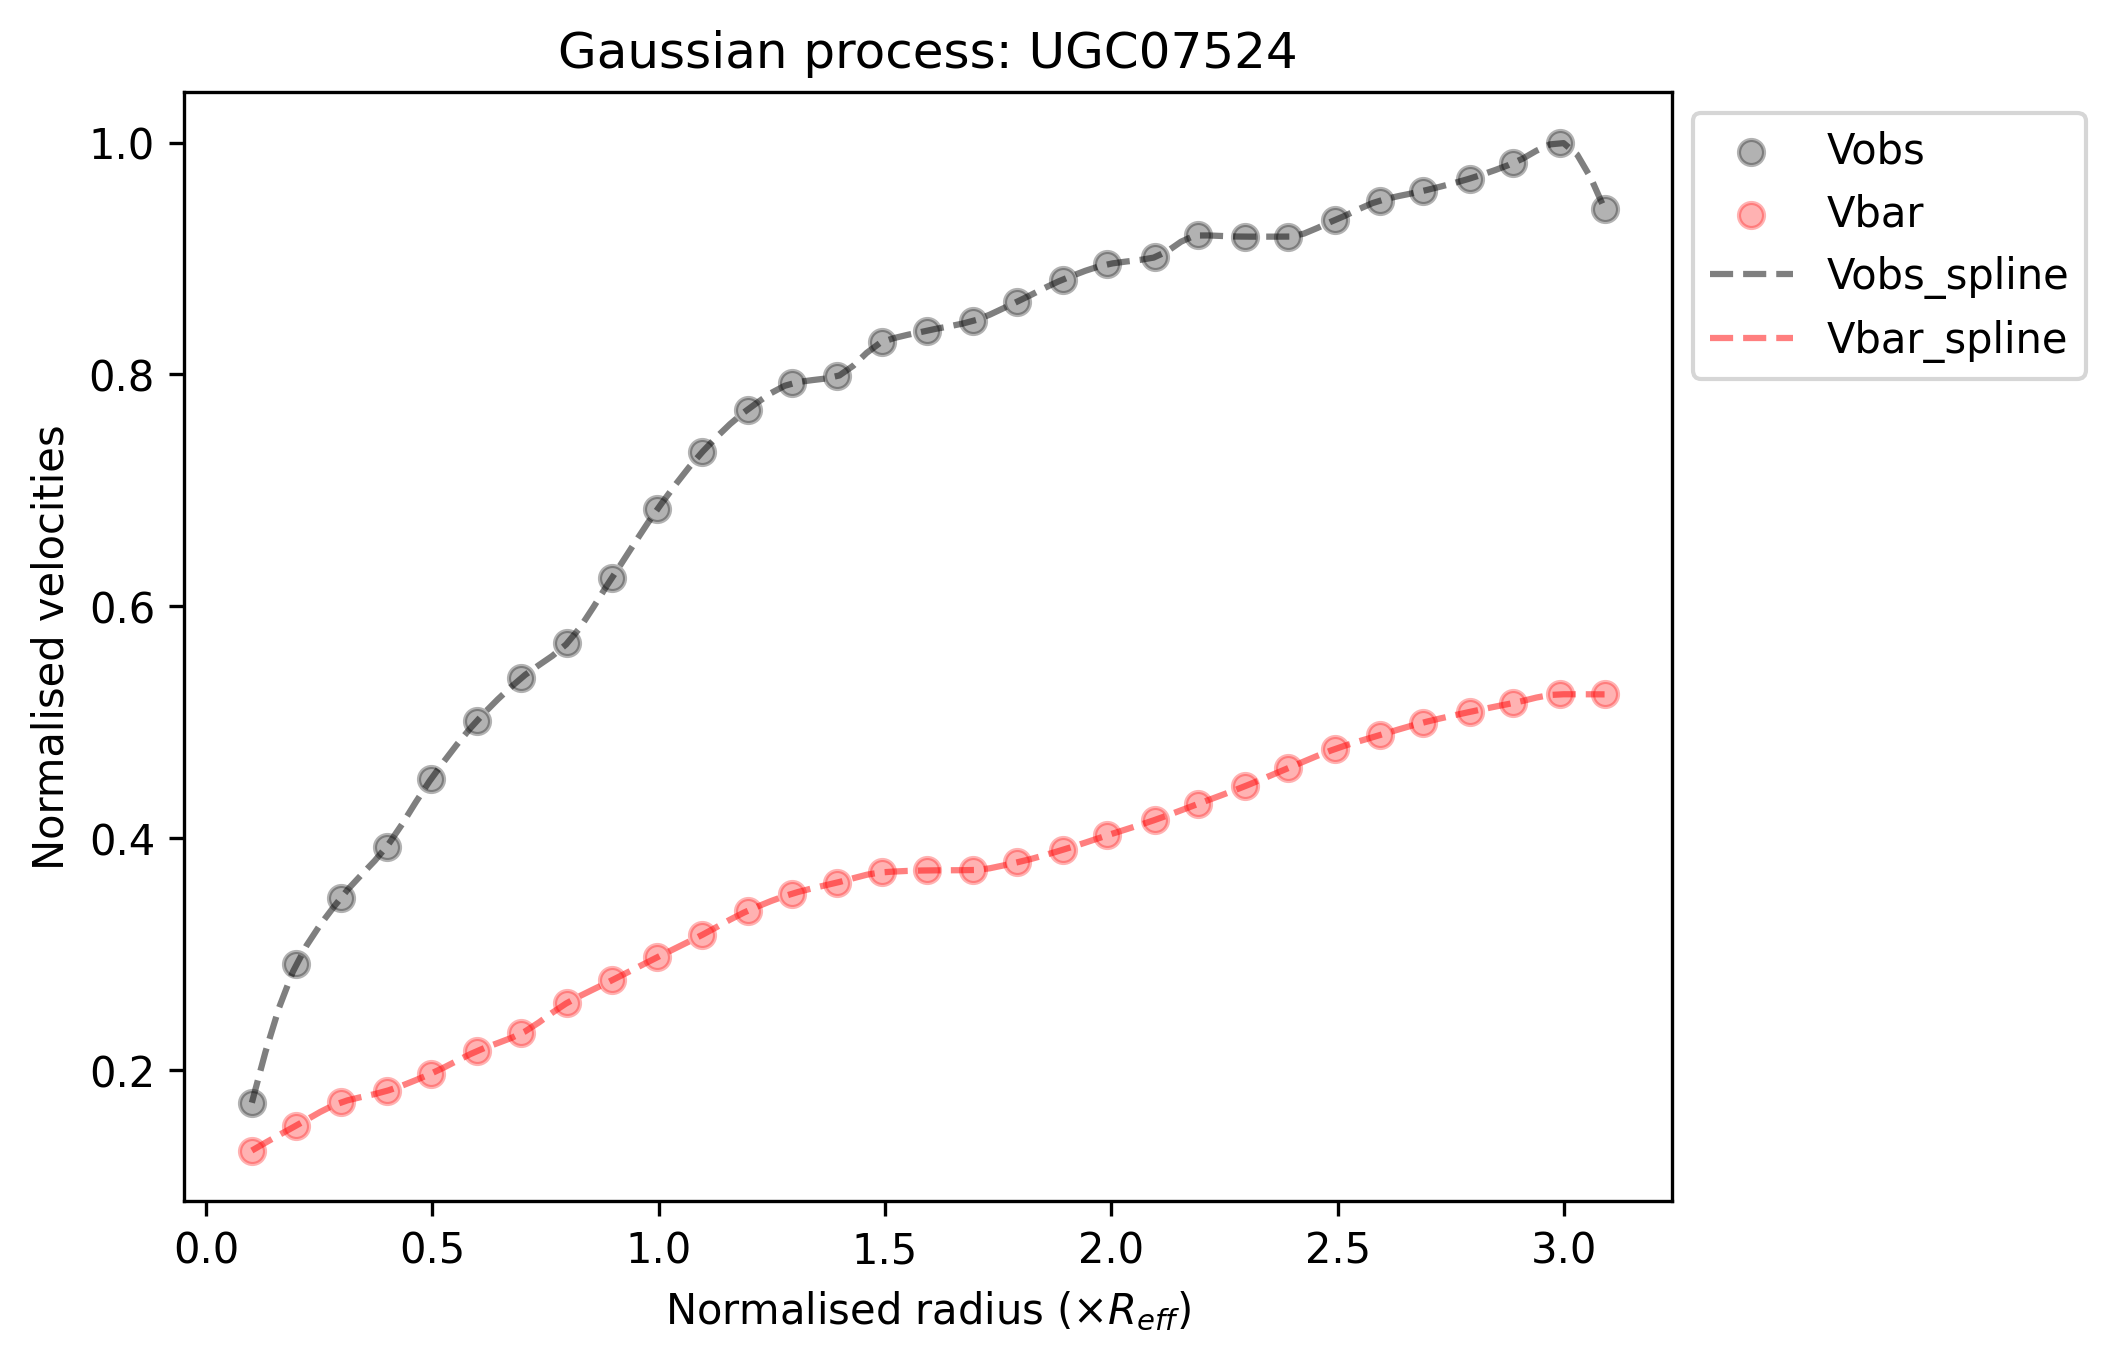 Gaussian process: UGC07524
Normalised velocities
1.0
0.8
0.6
0.4
0.2
0.0 0.5 1.0 1.5 2.0 2.5 3.0
Normalised radius (×R_eff)
Vobs
Vbar
Vobs_spline
Vbar_spline